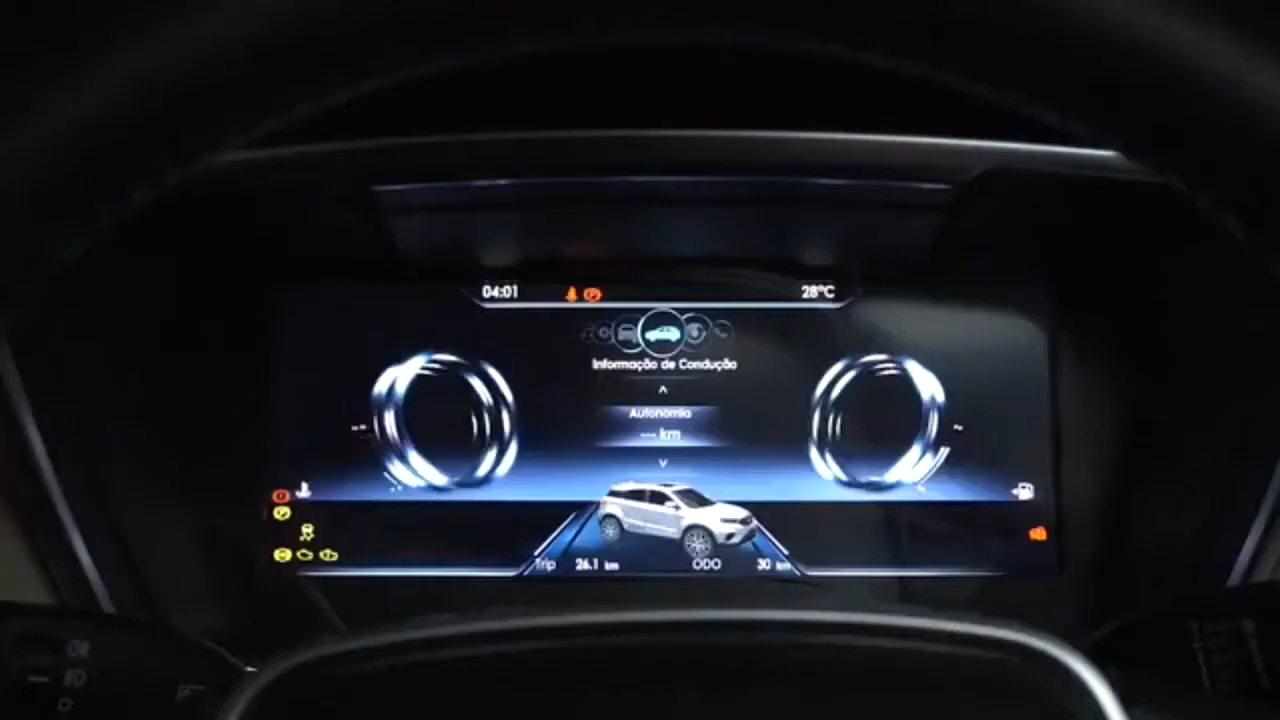 04:01 28°C
Informação de Condução
Autonomia
--- km
Trip 26.1 km ODO 30 km